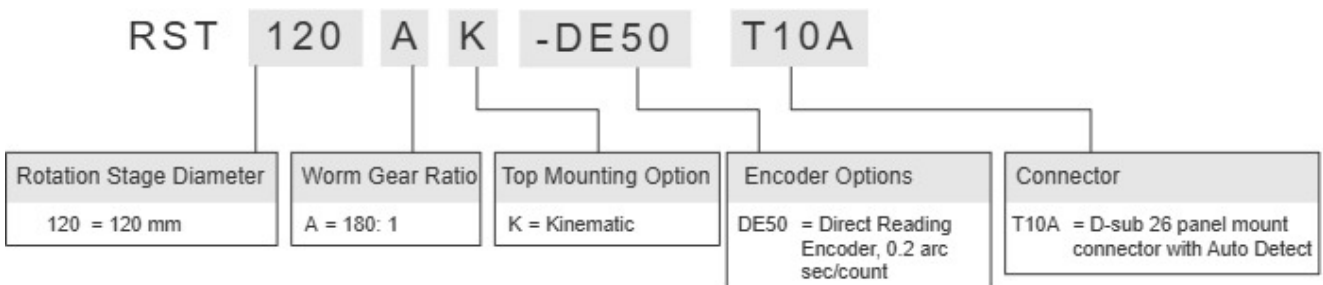 RST 120 A K -DE50 T10A
Rotation Stage Diameter
120 = 120 mm
Worm Gear Ratio
A = 180: 1
Top Mounting Option
K = Kinematic
Encoder Options
DE50 = Direct Reading
Encoder, 0.2 arc
sec/count
Connector
T10A = D-sub 26 panel mount
connector with Auto Detect